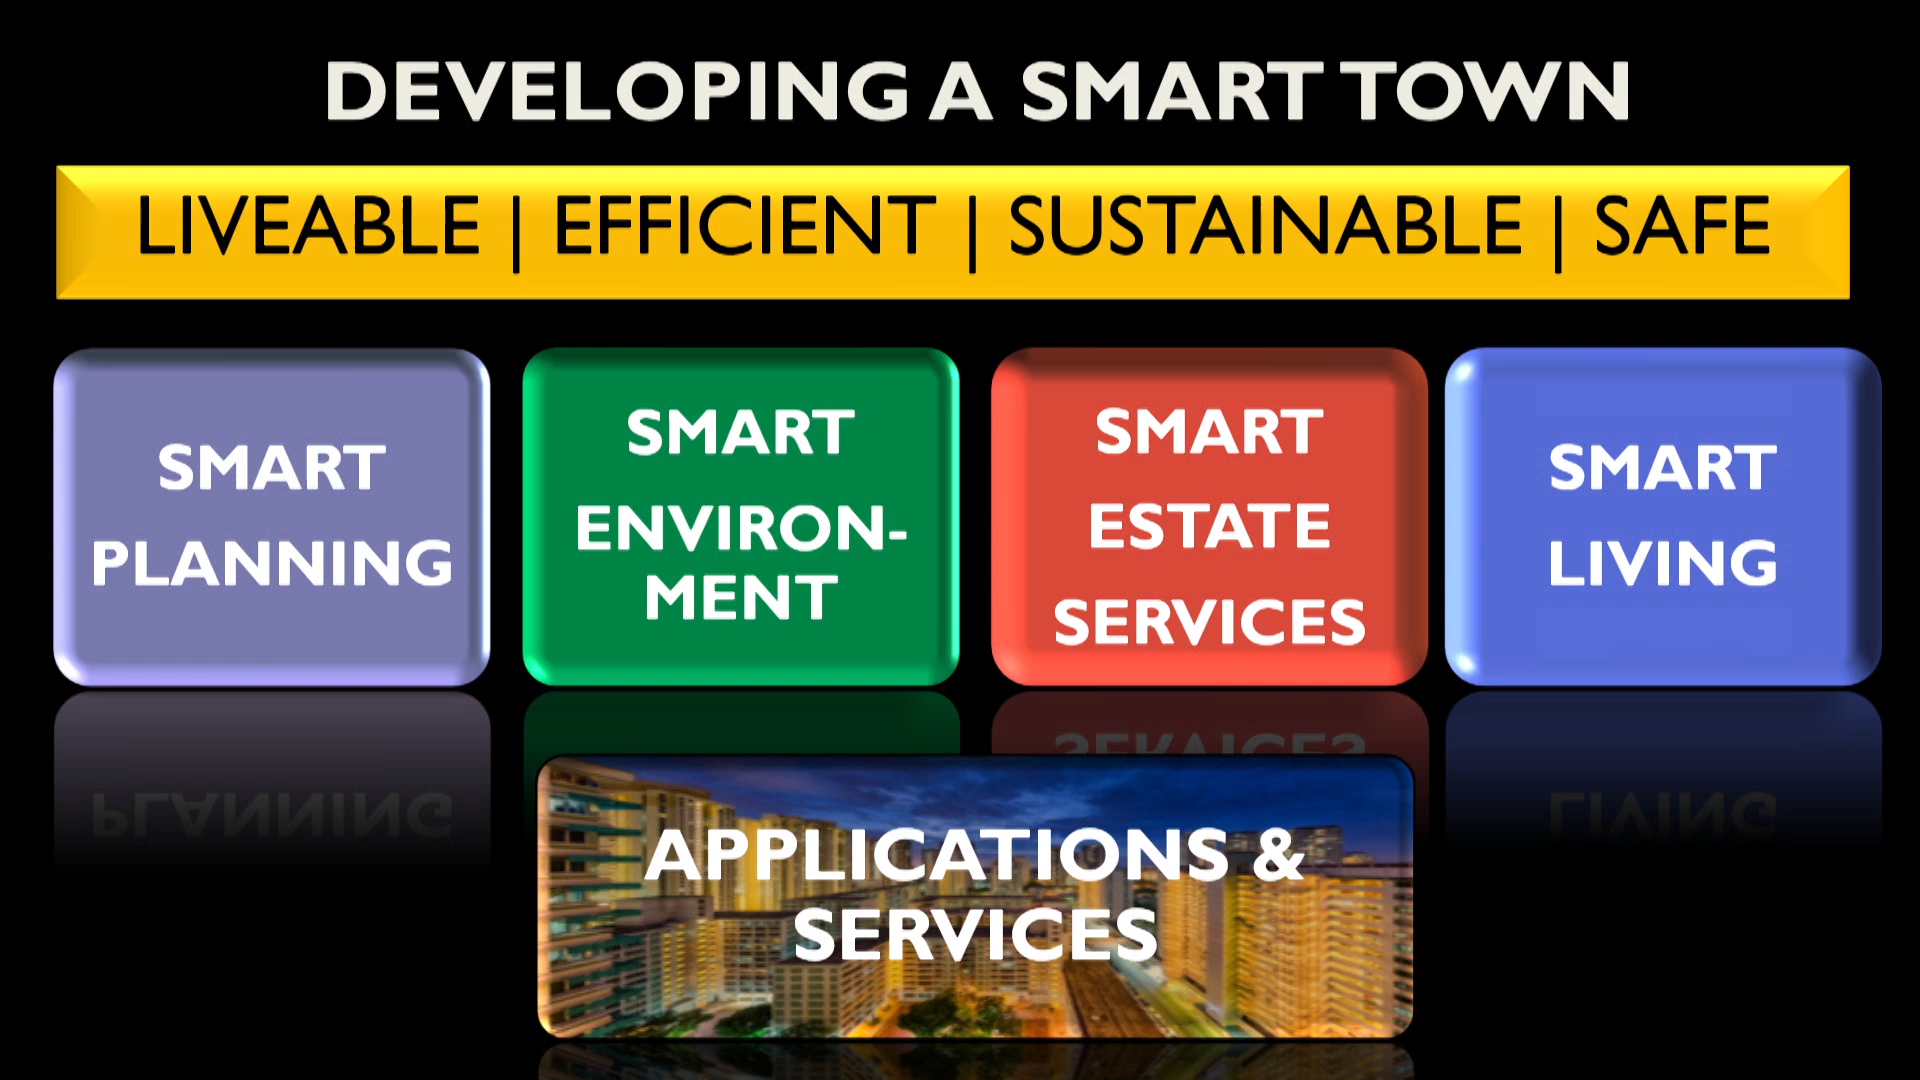 DEVELOPING A SMART TOWN
LIVEABLE | EFFICIENT | SUSTAINABLE | SAFE
SMART
PLANNING
SMART
ENVIRON-
MENT
SMART
ESTATE
SERVICES
SMART
LIVING
APPLICATIONS &
SERVICES